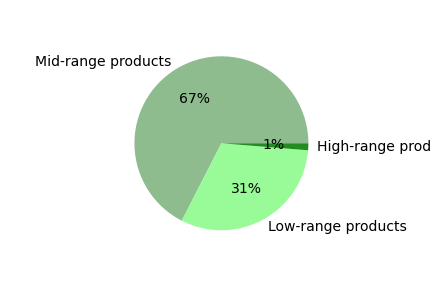 Mid-range products
67%
1%
High-range prod
31%
Low-range products